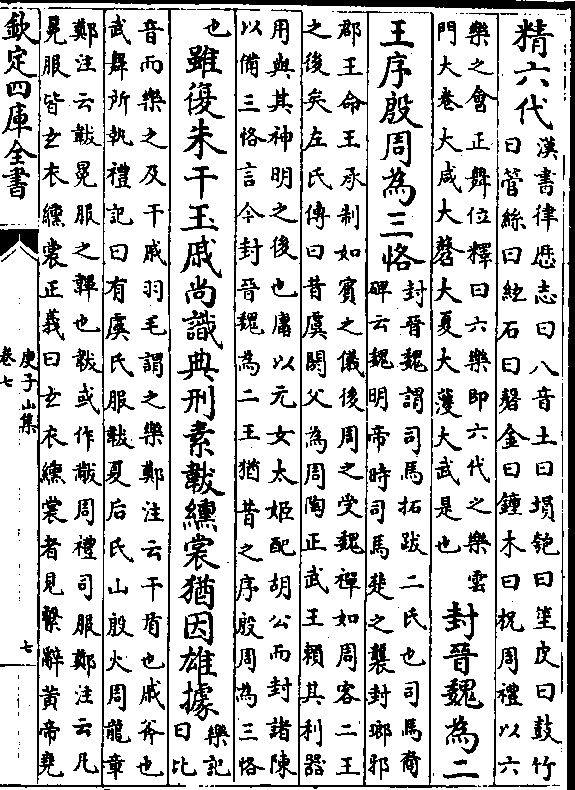 精六代
漢書律歷志曰八音土曰塤匏曰笙皮曰鼓竹
曰管絲曰絃石曰磬金曰鐘木曰柷周禮以六
樂之會正舞位釋曰六樂即六代之樂雲
門大卷大咸大磬大夏大濩大武是也
封晉魏為二
王序殷周為三恪
封晉魏謂司馬拓跋二氏也司馬裔
碑云魏明帝時司馬楚之襲封瑯邪
郡王命王承制如賓之儀後周之受魏禪如周客二王
之後矣左氏傳曰昔虞閼父為周陶正武王賴其利器
用與其神明之後也庸以元女太姬配胡公而封諸陳
以備三恪言今封晉魏為二王猶昔之序殷周為三恪
也
雖復朱干玉戚尚識典刑素韍纁裳猶因雄據
樂記
曰比
音而樂之及干戚羽毛謂之樂鄭注云干盾也戚斧也
武舞所執禮記曰有虞氏服韍夏后氏山殷火周龍章
鄭注云韍冕服之韠也韍或作黻周禮司服鄭注云凡
冕服皆玄衣纁裳正義曰玄衣纁裳者見繫辭黃帝堯
欽定四庫全書
庾子山集
卷七
七